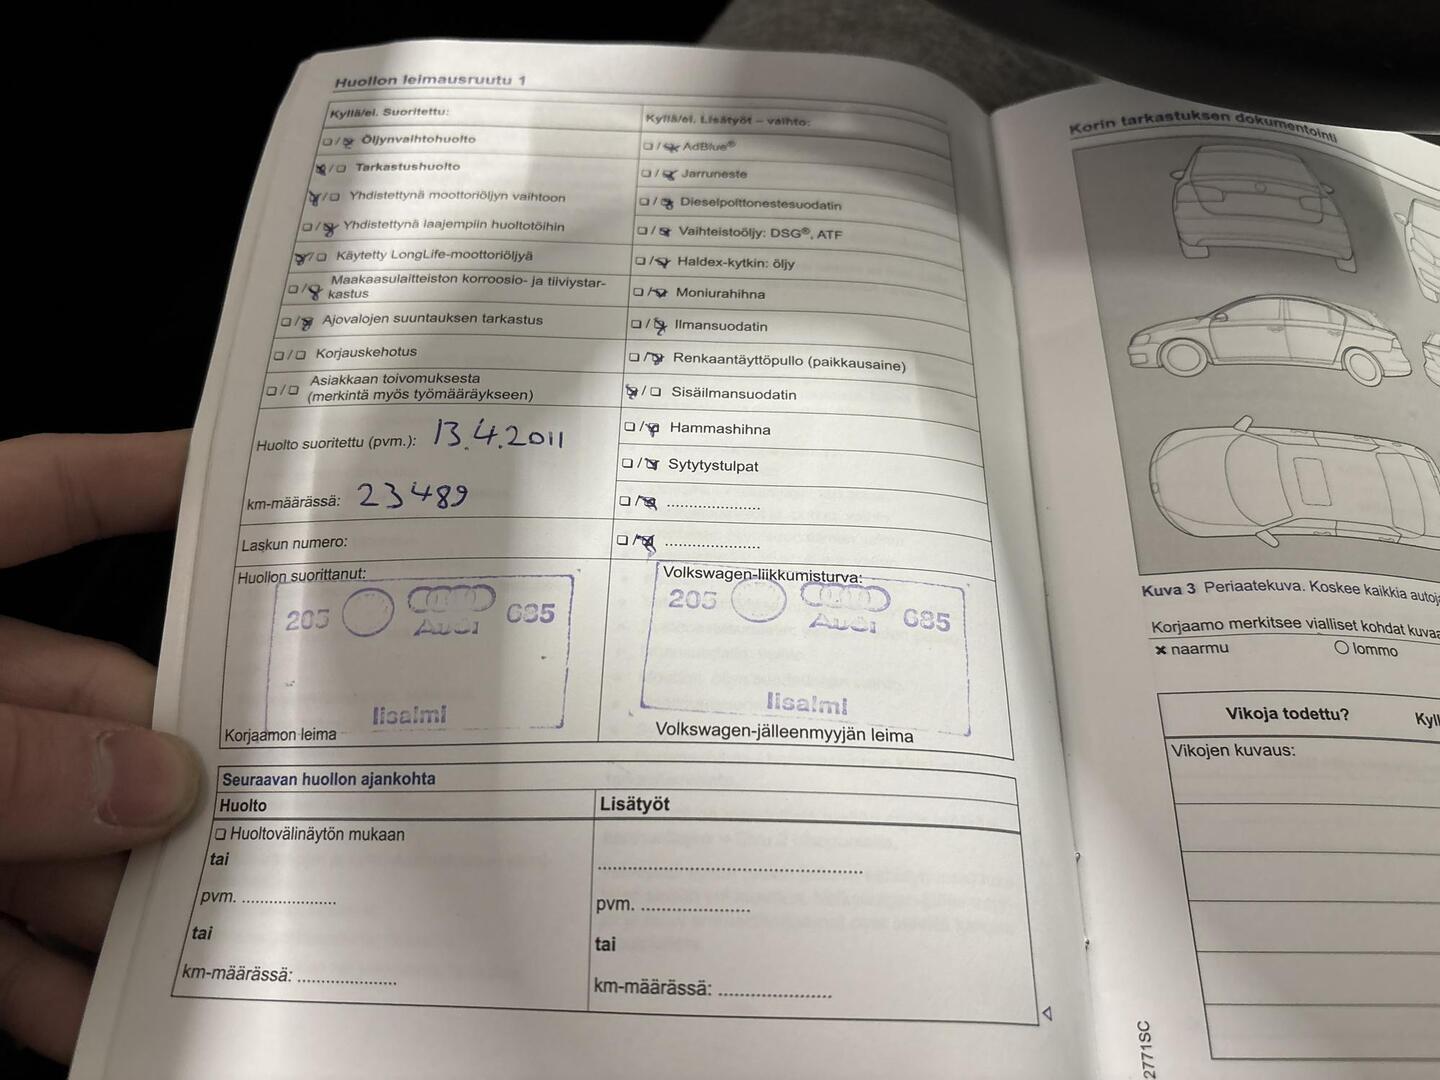 Huollon leimausruutu 1
Kyllä/ei. Suoritettu:
Öljynvaihtohuolto
Tarkastushuolto
Yhdistettynä moottoriöljyn vaihtoon
Yhdistettynä laajempiin huoltotöihin
Käytetty LongLife-moottoriöljyä
Maakaasulaitteiston korroosio- ja tiiviystar-
kastus
Ajovalojen suuntauksen tarkastus
Korjauskehotus
Asiakkaan toivomuksesta
(merkintä myös työmääräykseen)
Huolto suoritettu (pvm.): 13.4.2011
km-määrässä: 23489
Laskun numero:
Huollon suorittanut:
205 685
Audi
Iisalmi
Korjaamon leima
Kyllä/ei. Lisätyöt – vaihto:
AdBlue®
Jarruneste
Dieselpolttonestesuodatin
Vaihteistoöljy: DSG®, ATF
Haldex-kytkin: öljy
Moniurahihna
Ilmansuodatin
Renkaantäyttöpullo (paikkausaine)
Sisäilmansuodatin
Hammashihna
Sytytystulpat
Volkswagen-liikkumisturva:
205 685
Audi
Iisalmi
Volkswagen-jälleenmyyjän leima
Seuraavan huollon ajankohta
Huolto
Huoltovälinäytön mukaan
tai
pvm. ....................
tai
km-määrässä: ....................
Lisätyöt
pvm. ....................
tai
km-määrässä: ....................
Korin tarkastuksen dokumentointi
Kuva 3 Periaatekuva. Koskee kaikkia
Korjaamo merkitsee vialliset kohdat
naarmu
lommo
Vikoja todettu?
Vikojen kuvaus:
2771SC